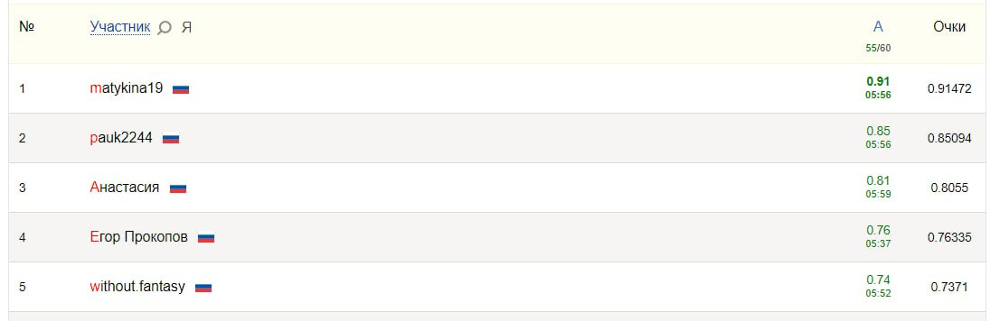 № Участник Я A Очки
55/60
1 matykina19 0.91 0.91472
05:56
2 pauk2244 0.85 0.85094
05:56
3 Анастасия 0.81 0.8055
05:59
4 Егор Прокопов 0.76 0.76335
05:37
5 without.fantasy 0.74 0.7371
05:52